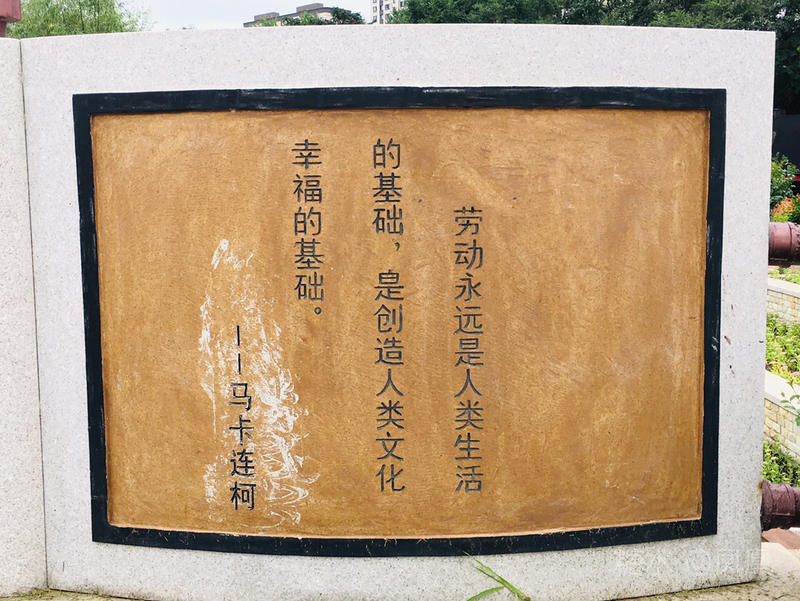 劳动永远是人类生活
的基础，是创造人类文化
幸福的基础。
——马卡连柯